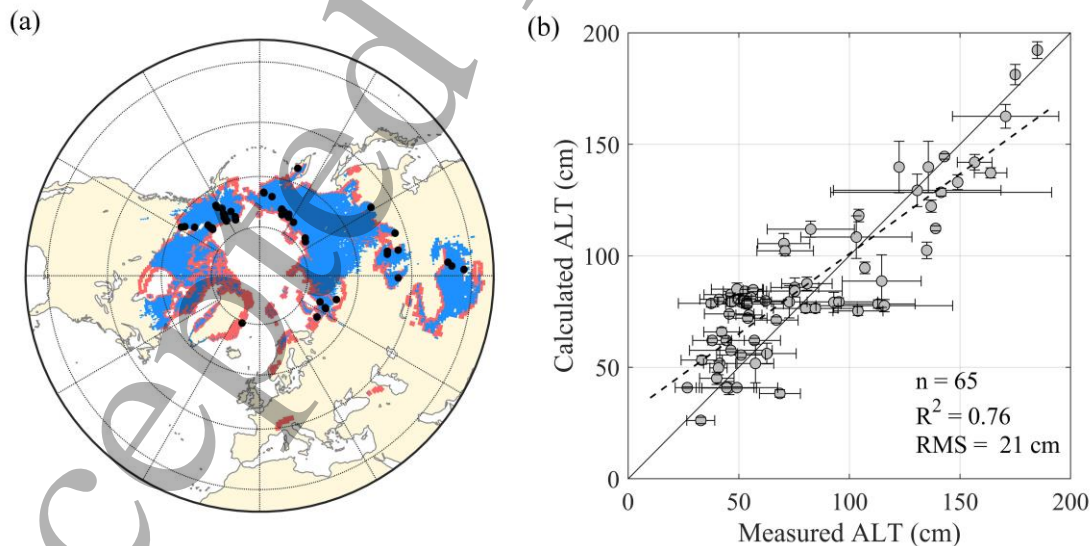 (a)
(b)
200
150
100
50
0
Calculated ALT (cm)
n = 65
R² = 0.76
RMS = 21 cm
0
50
100
150
200
Measured ALT (cm)